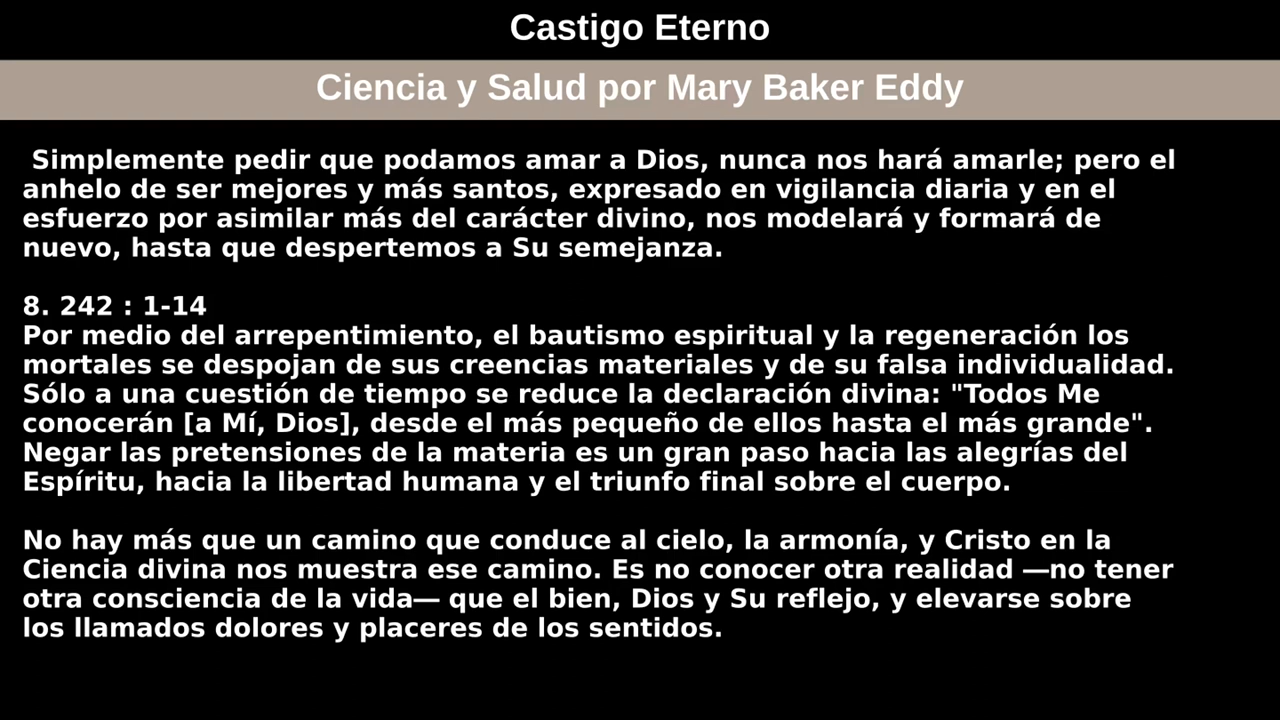 Castigo Eterno
Ciencia y Salud por Mary Baker Eddy
Simplemente pedir que podamos amar a Dios, nunca nos hará amarle; pero el
anhelo de ser mejores y más santos, expresado en vigilancia diaria y en el
esfuerzo por asimilar más del carácter divino, nos modelará y formará de
nuevo, hasta que despertemos a Su semejanza.
8. 242 : 1-14
Por medio del arrepentimiento, el bautismo espiritual y la regeneración los
mortales se despojan de sus creencias materiales y de su falsa individualidad.
Sólo a una cuestión de tiempo se reduce la declaración divina: "Todos Me
conocerán [a Mí, Dios], desde el más pequeño de ellos hasta el más grande".
Negar las pretensiones de la materia es un gran paso hacia las alegrías del
Espíritu, hacia la libertad humana y el triunfo final sobre el cuerpo.
No hay más que un camino que conduce al cielo, la armonía, y Cristo en la
Ciencia divina nos muestra ese camino. Es no conocer otra realidad —no tener
otra consciencia de la vida— que el bien, Dios y Su reflejo, y elevarse sobre
los llamados dolores y placeres de los sentidos.